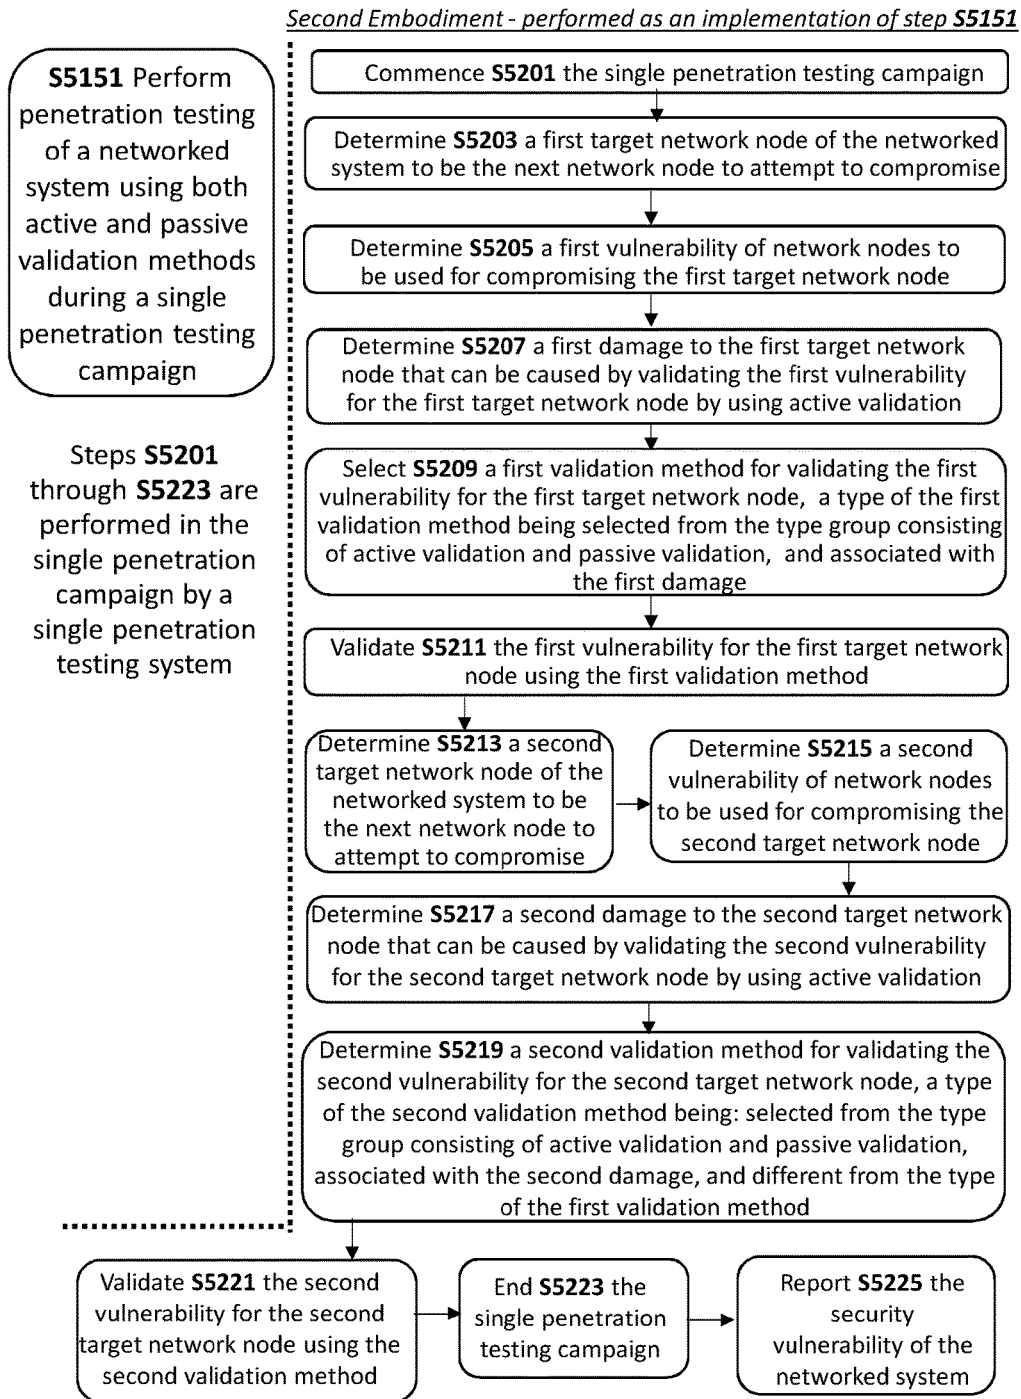 Second Embodiment - performed as an implementation of step S5151
S5151 Perform
penetration testing
of a networked
system using both
active and passive
validation methods
during a single
penetration testing
campaign
Steps S5201
through S5223 are
performed in the
single penetration
campaign by a
single penetration
testing system
Commence S5201 the single penetration testing campaign
Determine S5203 a first target network node of the networked
system to be the next network node to attempt to compromise
Determine S5205 a first vulnerability of network nodes to
be used for compromising the first target network node
Determine S5207 a first damage to the first target network
node that can be caused by validating the first vulnerability
for the first target network node by using active validation
Select S5209 a first validation method for validating the first
vulnerability for the first target network node, a type of the first
validation method being selected from the type group consisting
of active validation and passive validation, and associated with
the first damage
Validate S5211 the first vulnerability for the first target network
node using the first validation method
Determine S5213 a second
target network node of the
networked system to be
the next network node to
attempt to compromise
Determine S5215 a second
vulnerability of network nodes
to be used for compromising the
second target network node
Determine S5217 a second damage to the second target network
node that can be caused by validating the second vulnerability
for the second target network node by using active validation
Determine S5219 a second validation method for validating the
second vulnerability for the second target network node, a type
of the second validation method being: selected from the type
group consisting of active validation and passive validation,
associated with the second damage, and different from the type
of the first validation method
Validate S5221 the second
vulnerability for the second
target network node using the
second validation method
End S5223 the
single penetration
testing campaign
Report S5225 the
security
vulnerability of the
networked system